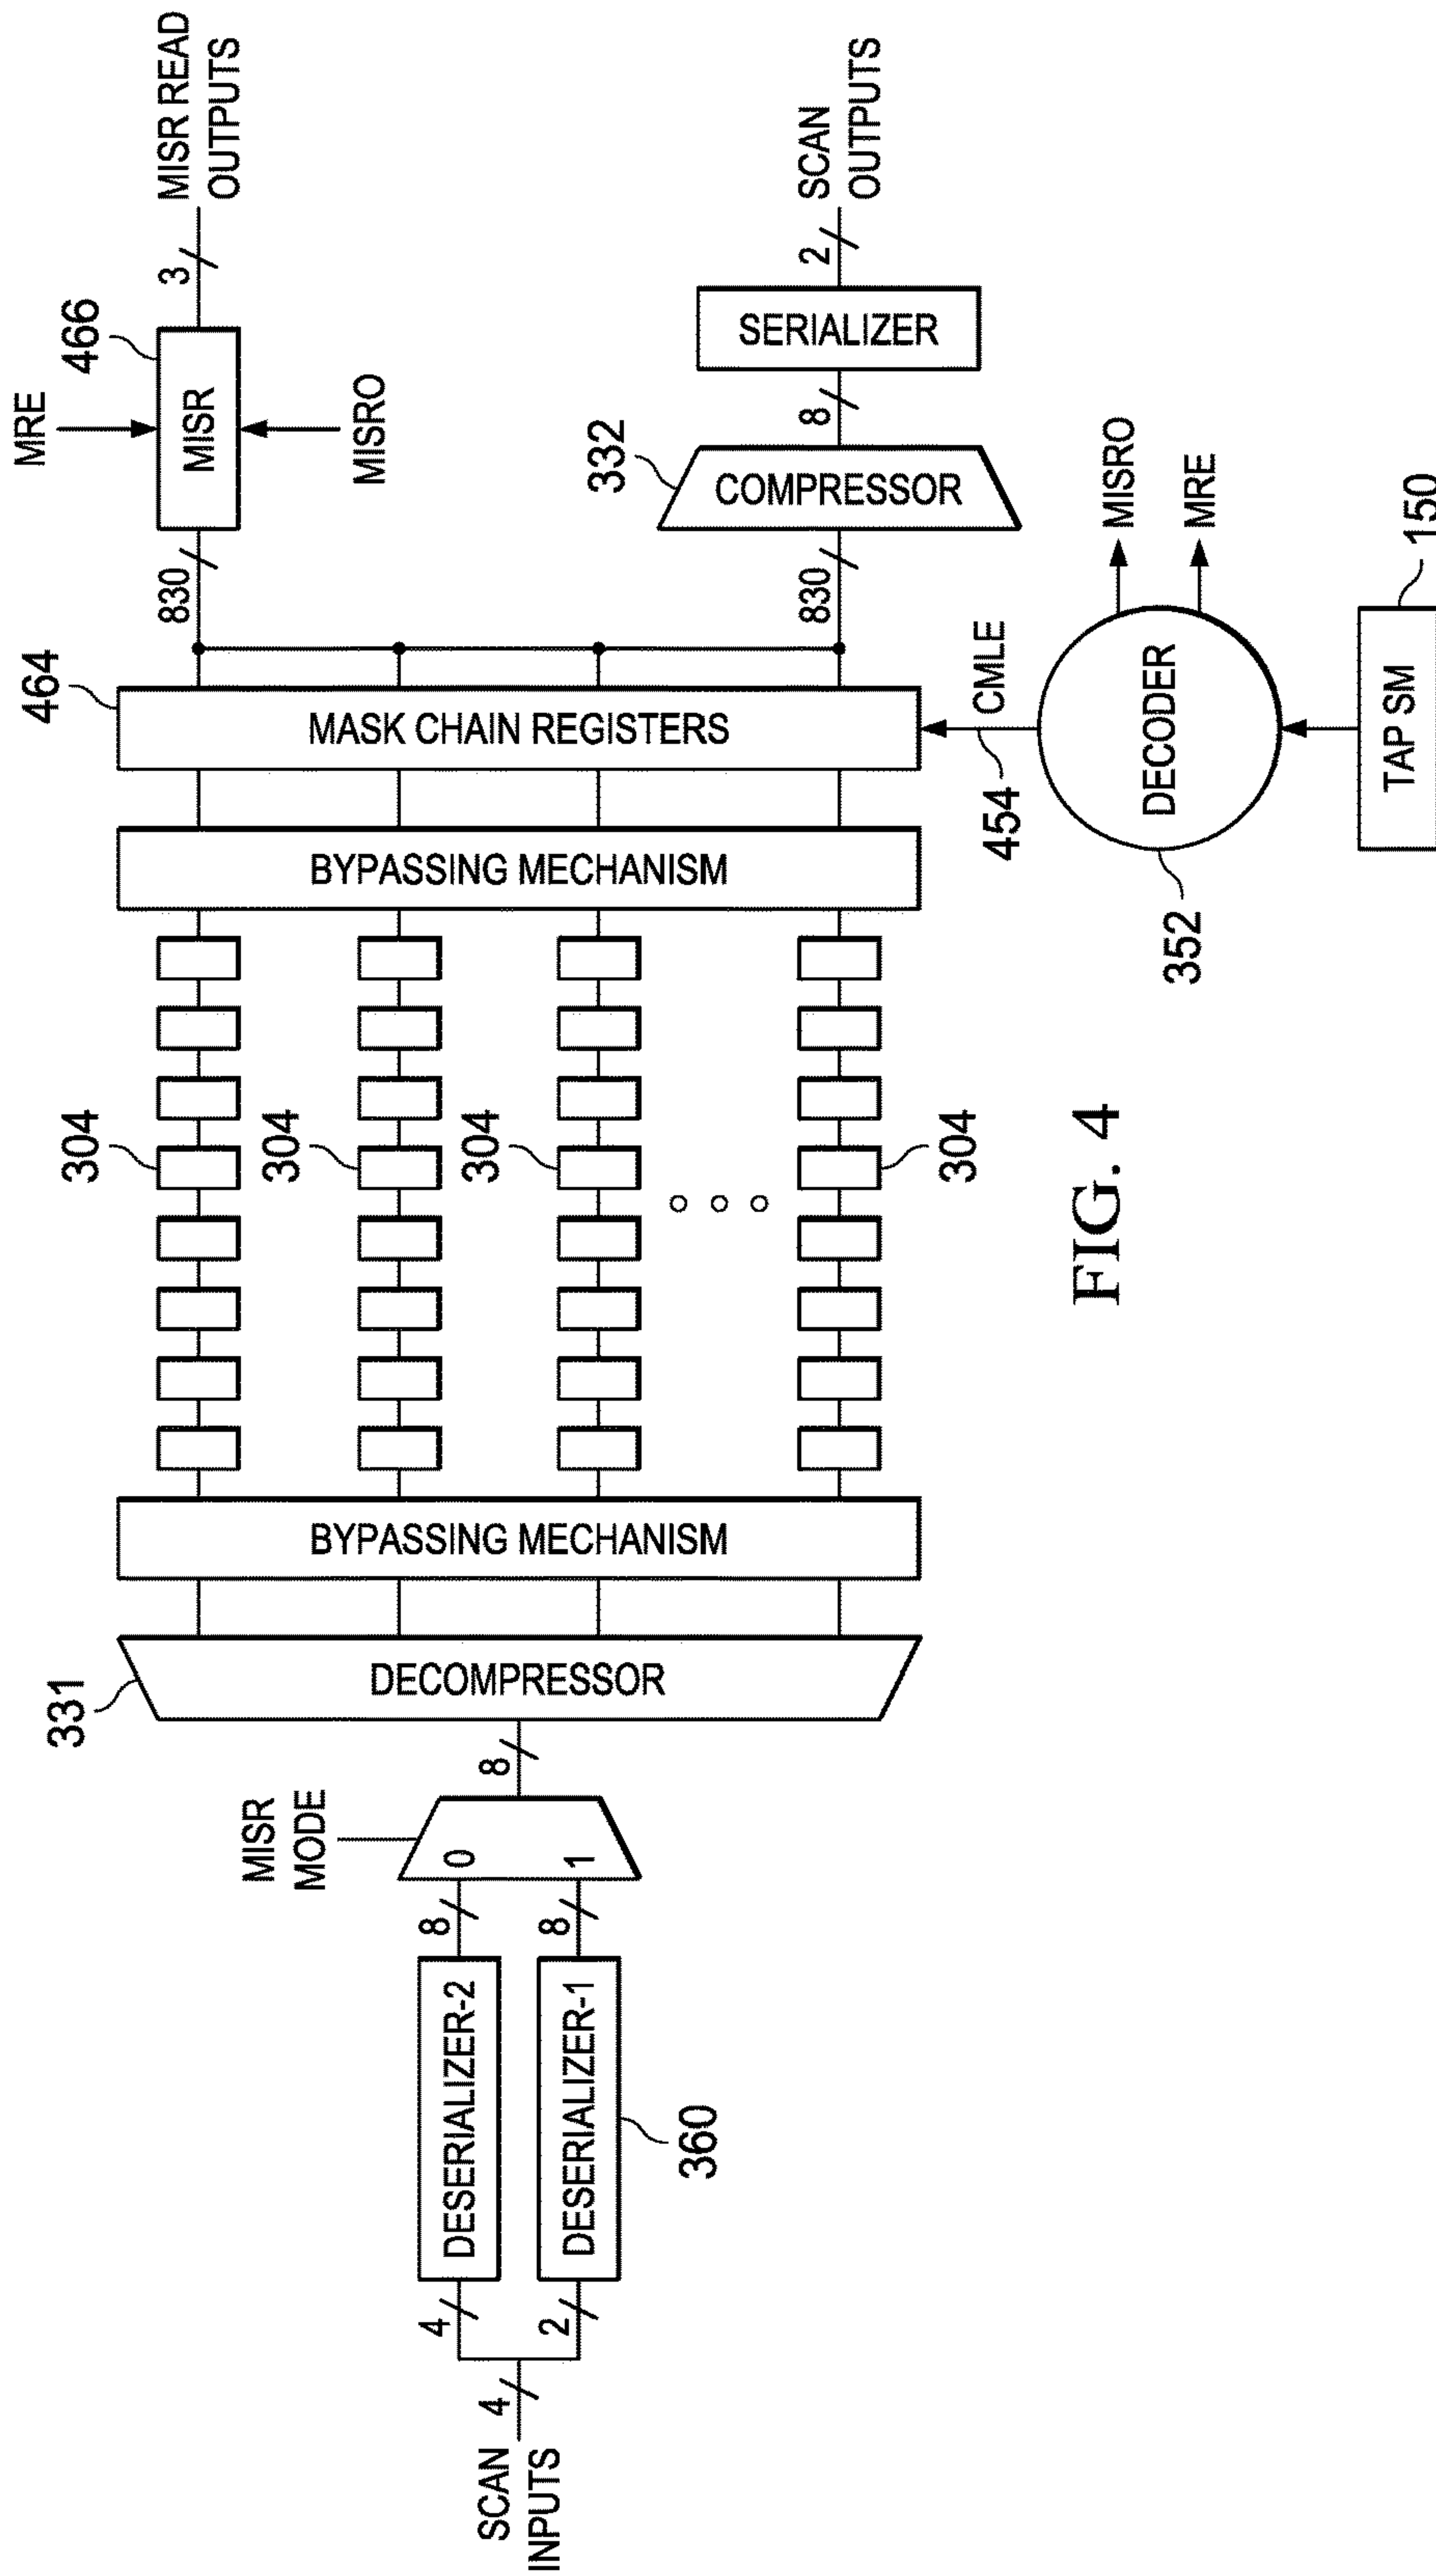 SCAN
INPUTS
4
4
2
DESERIALIZER-2
DESERIALIZER-1
360
8
8
MISR
MODE
0
1
8
331
DECOMPRESSOR
BYPASSING MECHANISM
304
304
304
304
BYPASSING MECHANISM
464
MASK CHAIN REGISTERS
830
830
MRE
466
MISR
MISRO
3
MISR READ
OUTPUTS
332
COMPRESSOR
8
SERIALIZER
2
SCAN
OUTPUTS
454
CMLE
352
DECODER
MISRO
MRE
TAP SM
150
FIG. 4